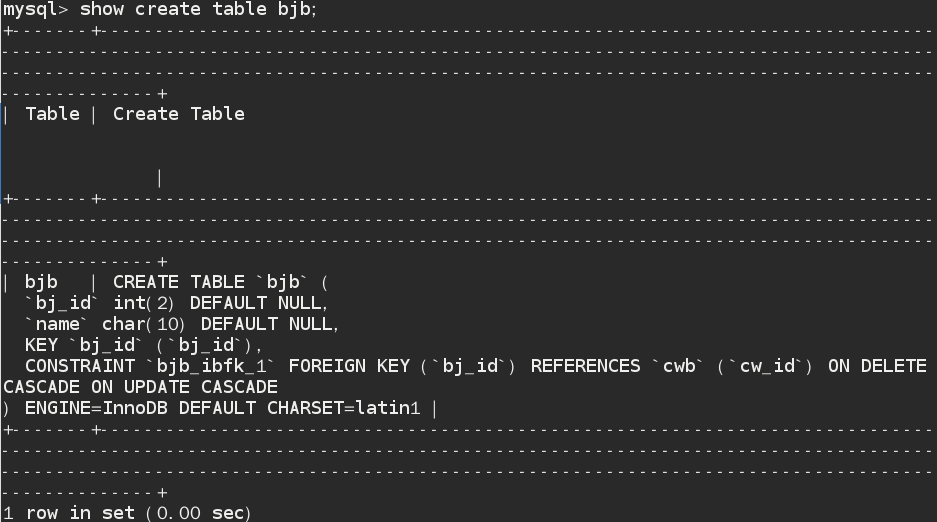 mysql> show create table bjb;
+-------+------------------------------------------------------------------------------
-------------------------------------------------------------------------------------
-------------------------------------------------------------------------------------
--------------+
| Table | Create Table
|
+-------+------------------------------------------------------------------------------
-------------------------------------------------------------------------------------
-------------------------------------------------------------------------------------
--------------+
| bjb   | CREATE TABLE `bjb` (
  `bj_id` int(2) DEFAULT NULL,
  `name` char(10) DEFAULT NULL,
  KEY `bj_id` (`bj_id`),
  CONSTRAINT `bjb_ibfk_1` FOREIGN KEY (`bj_id`) REFERENCES `cwb` (`cw_id`) ON DELETE
CASCADE ON UPDATE CASCADE
) ENGINE=InnoDB DEFAULT CHARSET=latin1 |
+-------+------------------------------------------------------------------------------
-------------------------------------------------------------------------------------
-------------------------------------------------------------------------------------
--------------+
1 row in set (0.00 sec)